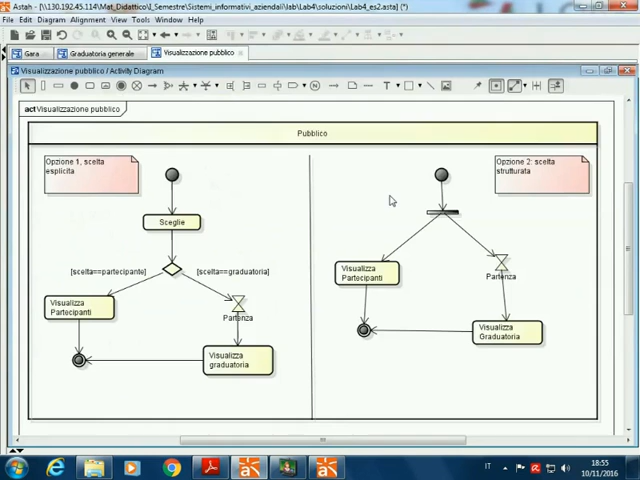 Astah - [\\130.192.45.114\Mat_Didattico\I_Semestre\Sistemi_informativi_aziendali\lab\Lab4\soluzioni\Lab4_es2.asta] (*)
File Edit Diagram Alignment View Tools Window Help
Gara
Graduatoria generale
Visualizzazione pubblico
Visualizzazione pubblico / Activity Diagram
act Visualizzazione pubblico
Pubblico
Opzione 1, scelta
esplicita
Opzione 2: scelta
strutturata
Sceglie
[scelta==partecipante]
[scelta==graduatoria]
Visualizza
Partecipanti
Partenza
Visualizza
graduatoria
Visualizza
Partecipanti
Partenza
Visualizza
Graduatoria
IT
18:55
10/11/2016